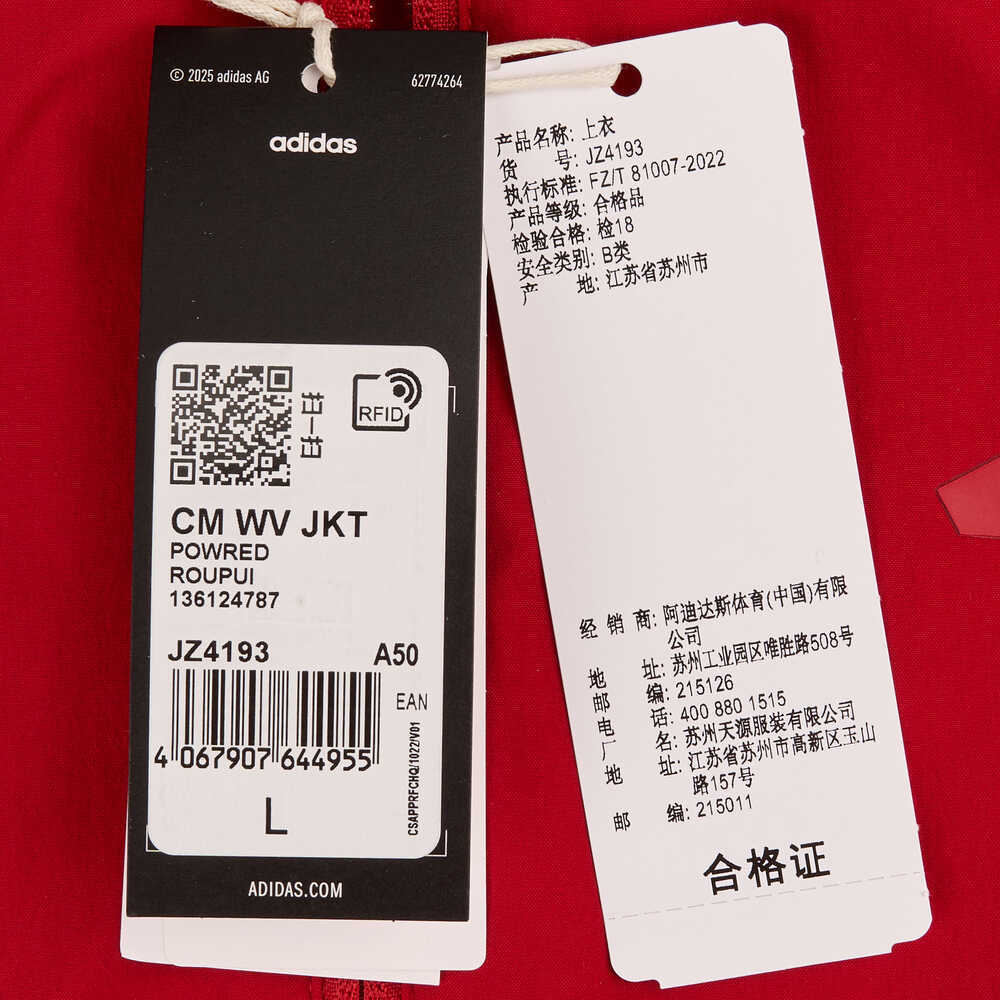 © 2025 adidas AG
62774264
adidas
扫一扫
RFID
CM WV JKT
POWRED
ROUPUI
136124787
JZ4193
A50
EAN
4 067907 644955
CSAPPRFCHQ/1022/V01
L
ADIDAS.COM
产品名称: 上衣
货 号: JZ4193
执行标准: FZ/T 81007-2022
产品等级: 合格品
检验合格: 检18
安全类别: B类
产 地: 江苏省苏州市
经 销 商: 阿迪达斯体育(中国)有限
公司
地 址: 苏州工业园区唯胜路508号
邮 编: 215126
电 话: 400 880 1515
厂 名: 苏州天源服装有限公司
地 址: 江苏省苏州市高新区玉山
路157号
邮 编: 215011
合格证